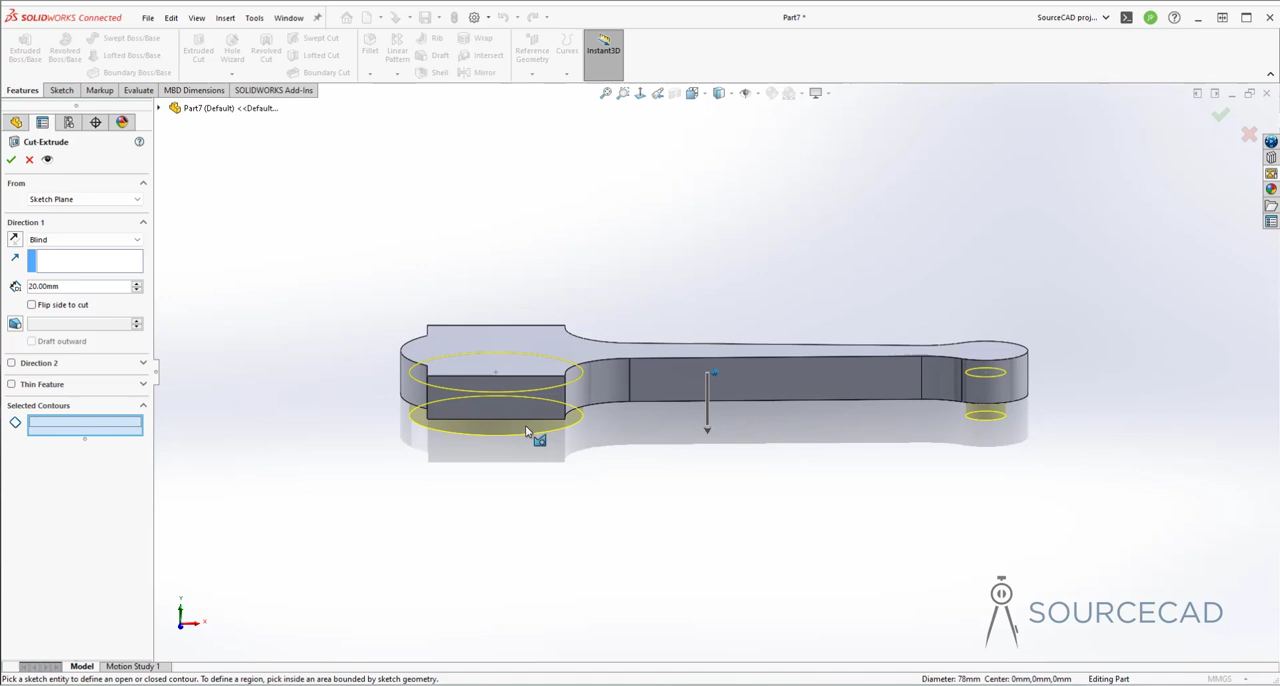 SOLIDWORKS Connected File Edit View Insert Tools Window Part7 * SourceCAD proj... JP
Extruded Boss/Base Revolved Boss/Base Swept Boss/Base Lofted Boss/Base Boundary Boss/Base Extruded Cut Hole Wizard Revolved Cut Swept Cut Lofted Cut Boundary Cut Fillet Linear Pattern Rib Draft Shell Wrap Intersect Mirror Reference Geometry Curves Instant3D
Features Sketch Markup Evaluate MBD Dimensions SOLIDWORKS Add-Ins
Part7 (Default) <<Default...
Cut-Extrude
From
Sketch Plane
Direction 1
Blind
20.00mm
Flip side to cut
Draft outward
Direction 2
Thin Feature
Selected Contours
Y
X
SOURCECAD
Model Motion Study 1
Pick a sketch entity to define an open or closed contour. To define a region, pick inside an area bounded by sketch geometry. Diameter: 78mm Center: 0mm,0mm,0mm Editing Part MMGS